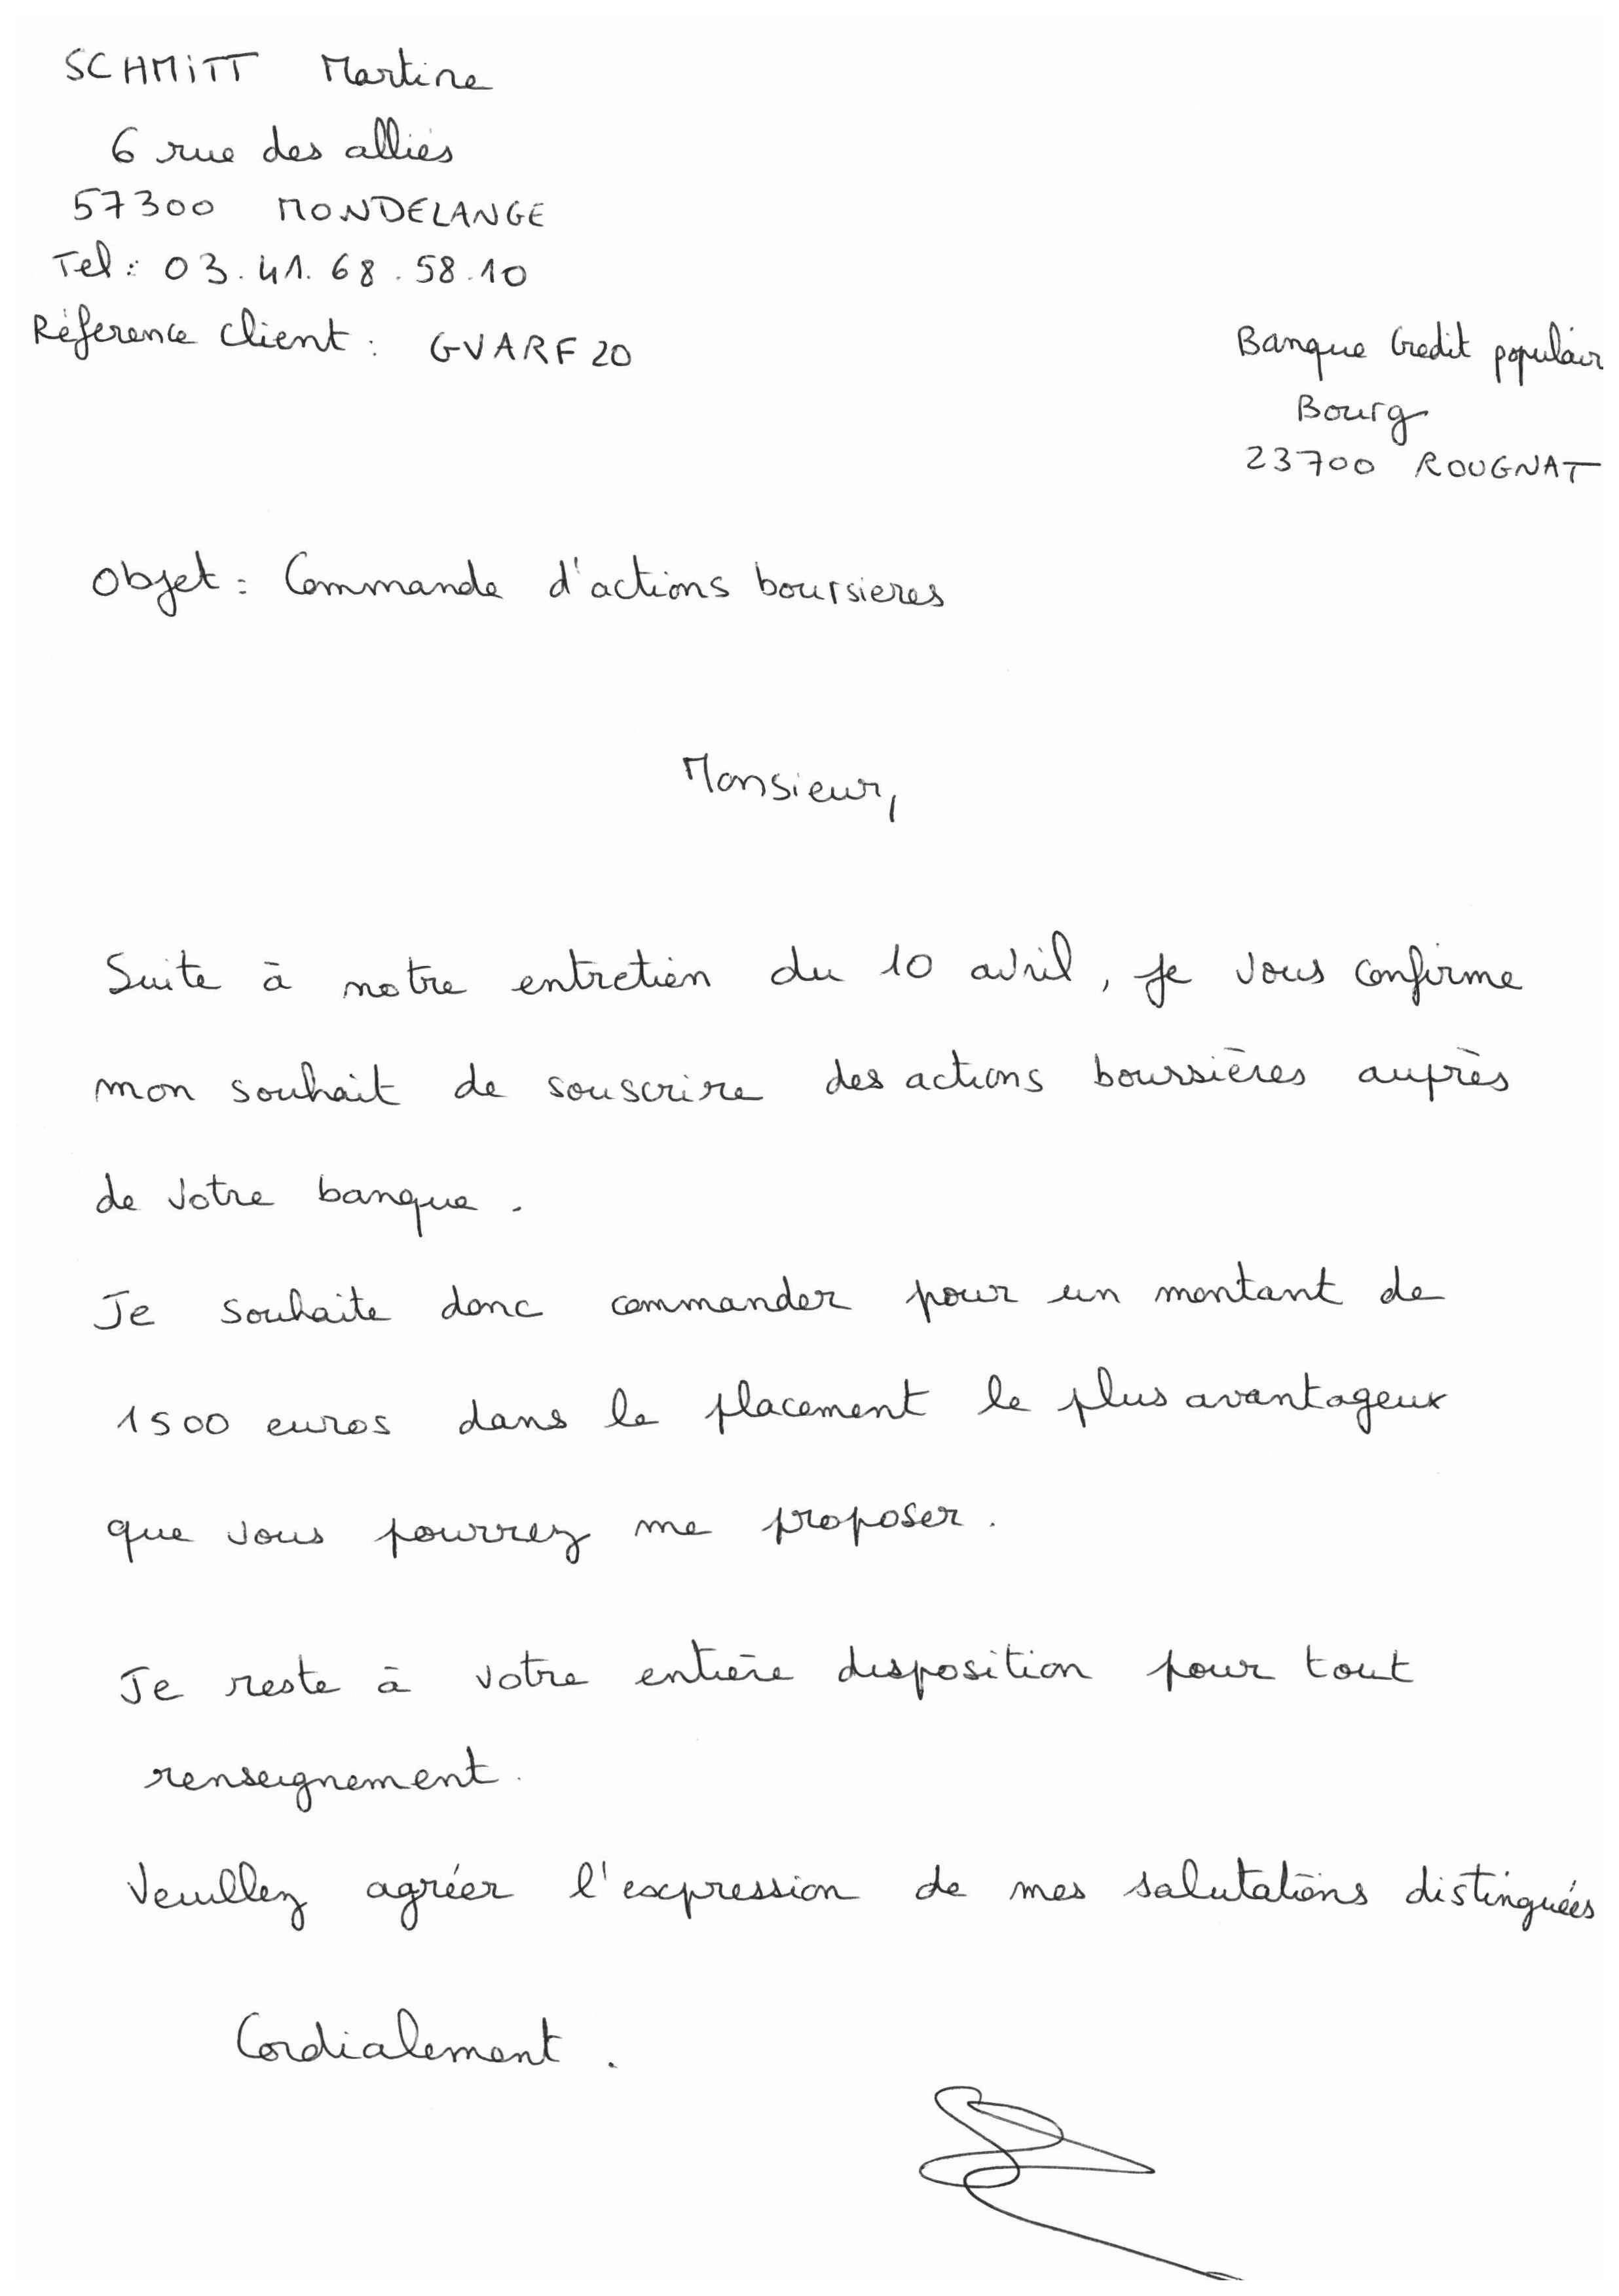 SCHMITT Martine
6 rue des alliés
57300 MONDELANGE
Tel : 03.41.68.58.10
Réference client : GVARF20
Banque Credit populair
Bourg
23700 ROUGNAT
Objet : Commande d'actions boursieres
Monsieur,
Suite à notre entretien du 10 avril, je vous confirme
mon souhait de souscrire des actions boursières auprès
de votre banque.
Je souhaite donc commander pour un montant de
1500 euros dans le placement le plus avantageux
que vous pourrez me proposer.
Je reste à votre entière disposition pour tout
renseignement.
Veuillez agréer l'expression de mes salutations distinguées
Cordialement.